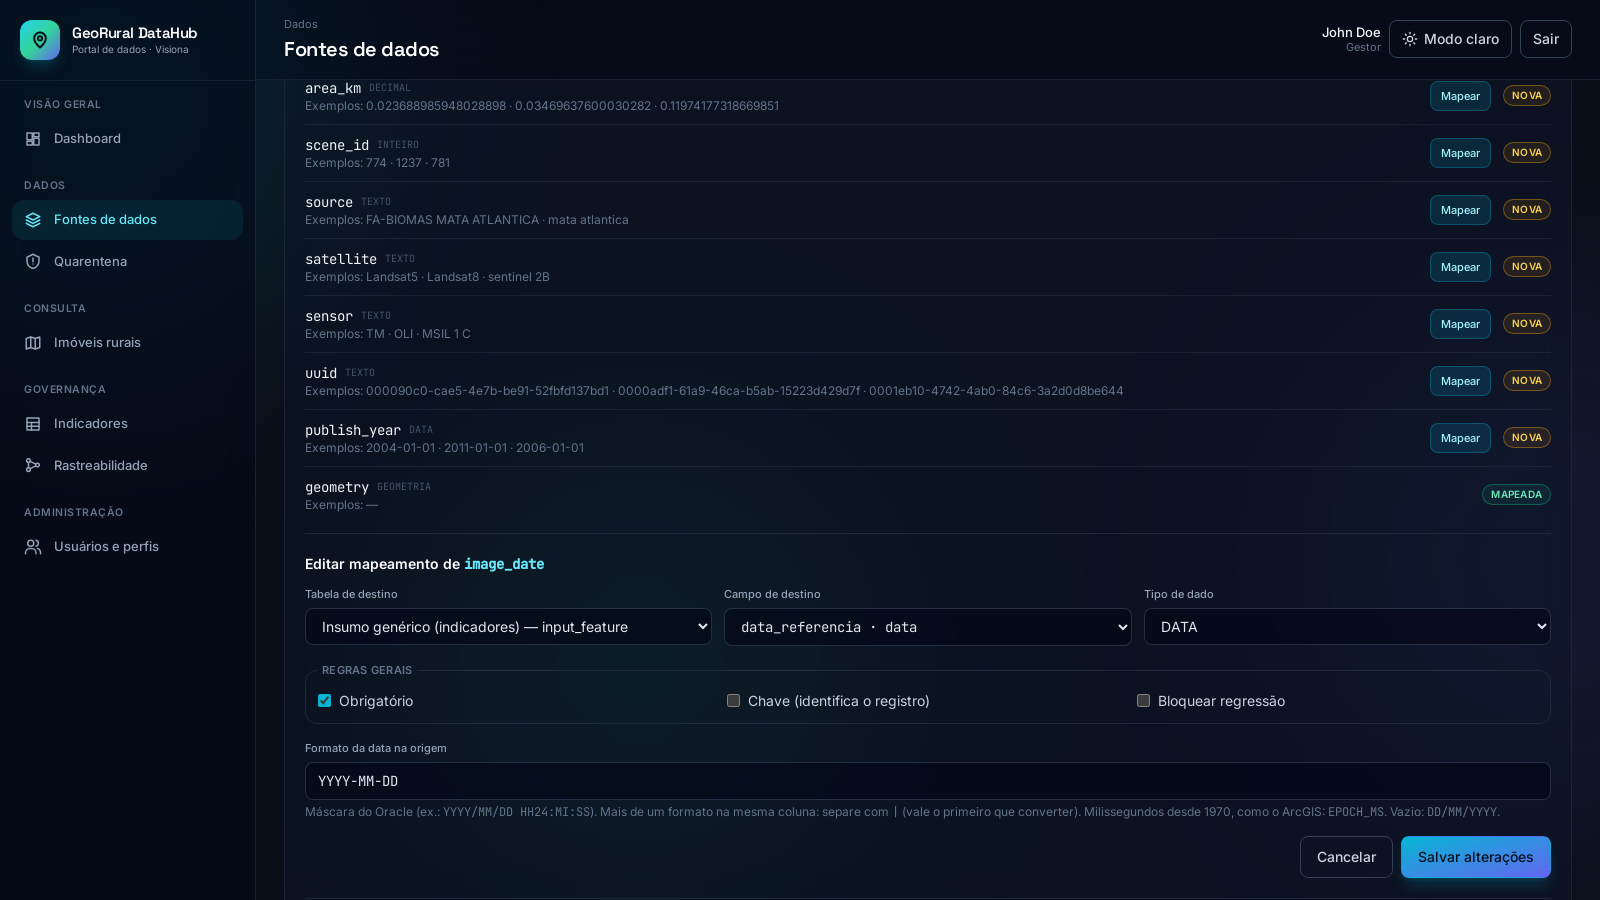 GeoRural DataHub
Portal de dados · Visiona
VISÃO GERAL
Dashboard
DADOS
Fontes de dados
Quarentena
CONSULTA
Imóveis rurais
GOVERNANÇA
Indicadores
Rastreabilidade
ADMINISTRAÇÃO
Usuários e perfis
Dados
Fontes de dados
John Doe
Gestor
Modo claro
Sair
area_km DECIMAL
Exemplos: 0.023688985948028898 · 0.03469637600030282 · 0.11974177318669851
Mapear NOVA
scene_id INTEIRO
Exemplos: 774 · 1237 · 781
Mapear NOVA
source TEXTO
Exemplos: FA-BIOMAS MATA ATLANTICA · mata atlantica
Mapear NOVA
satellite TEXTO
Exemplos: Landsat5 · Landsat8 · sentinel 2B
Mapear NOVA
sensor TEXTO
Exemplos: TM · OLI · MSIL 1 C
Mapear NOVA
uuid TEXTO
Exemplos: 000090c0-cae5-4e7b-be91-52fbfd137bd1 · 0000adf1-61a9-46ca-b5ab-15223d429d7f · 0001eb10-4742-4ab0-84c6-3a2d0d8be644
Mapear NOVA
publish_year DATA
Exemplos: 2004-01-01 · 2011-01-01 · 2006-01-01
Mapear NOVA
geometry GEOMETRIA
Exemplos: —
MAPEADA
Editar mapeamento de image_date
Tabela de destino
Insumo genérico (indicadores) — input_feature
Campo de destino
data_referencia · data
Tipo de dado
DATA
REGRAS GERAIS
Obrigatório
Chave (identifica o registro)
Bloquear regressão
Formato da data na origem
YYYY-MM-DD
Máscara do Oracle (ex.: YYYY/MM/DD HH24:MI:SS). Mais de um formato na mesma coluna: separe com | (vale o primeiro que converter). Milissegundos desde 1970, como o ArcGIS: EPOCH_MS. Vazio: DD/MM/YYYY.
Cancelar
Salvar alterações